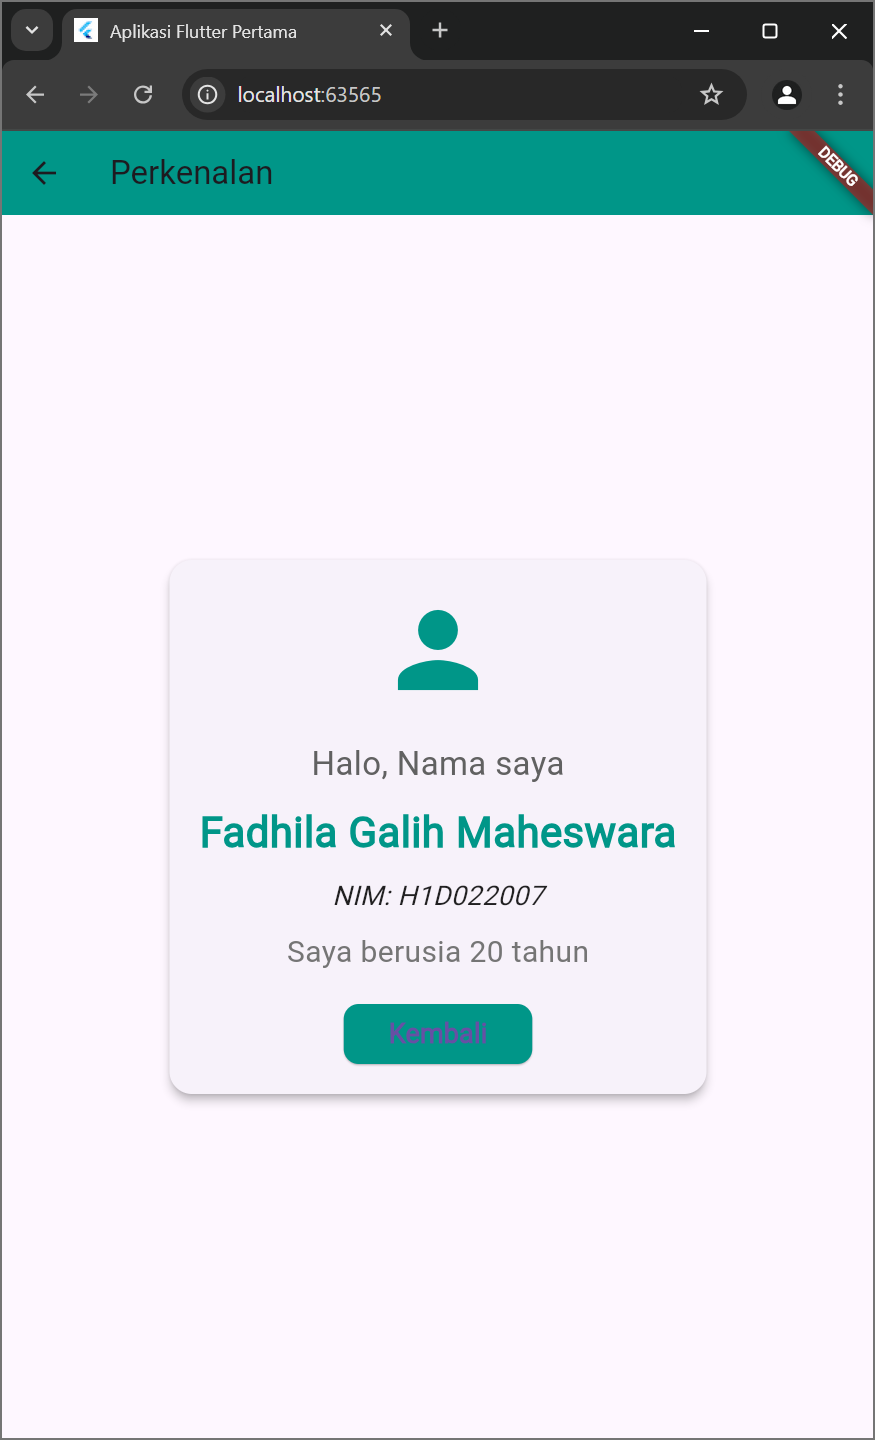 Aplikasi Flutter Pertama
localhost:63565
Perkenalan
DEBUG
Halo, Nama saya
Fadhila Galih Maheswara
NIM: H1D022007
Saya berusia 20 tahun
Kembali